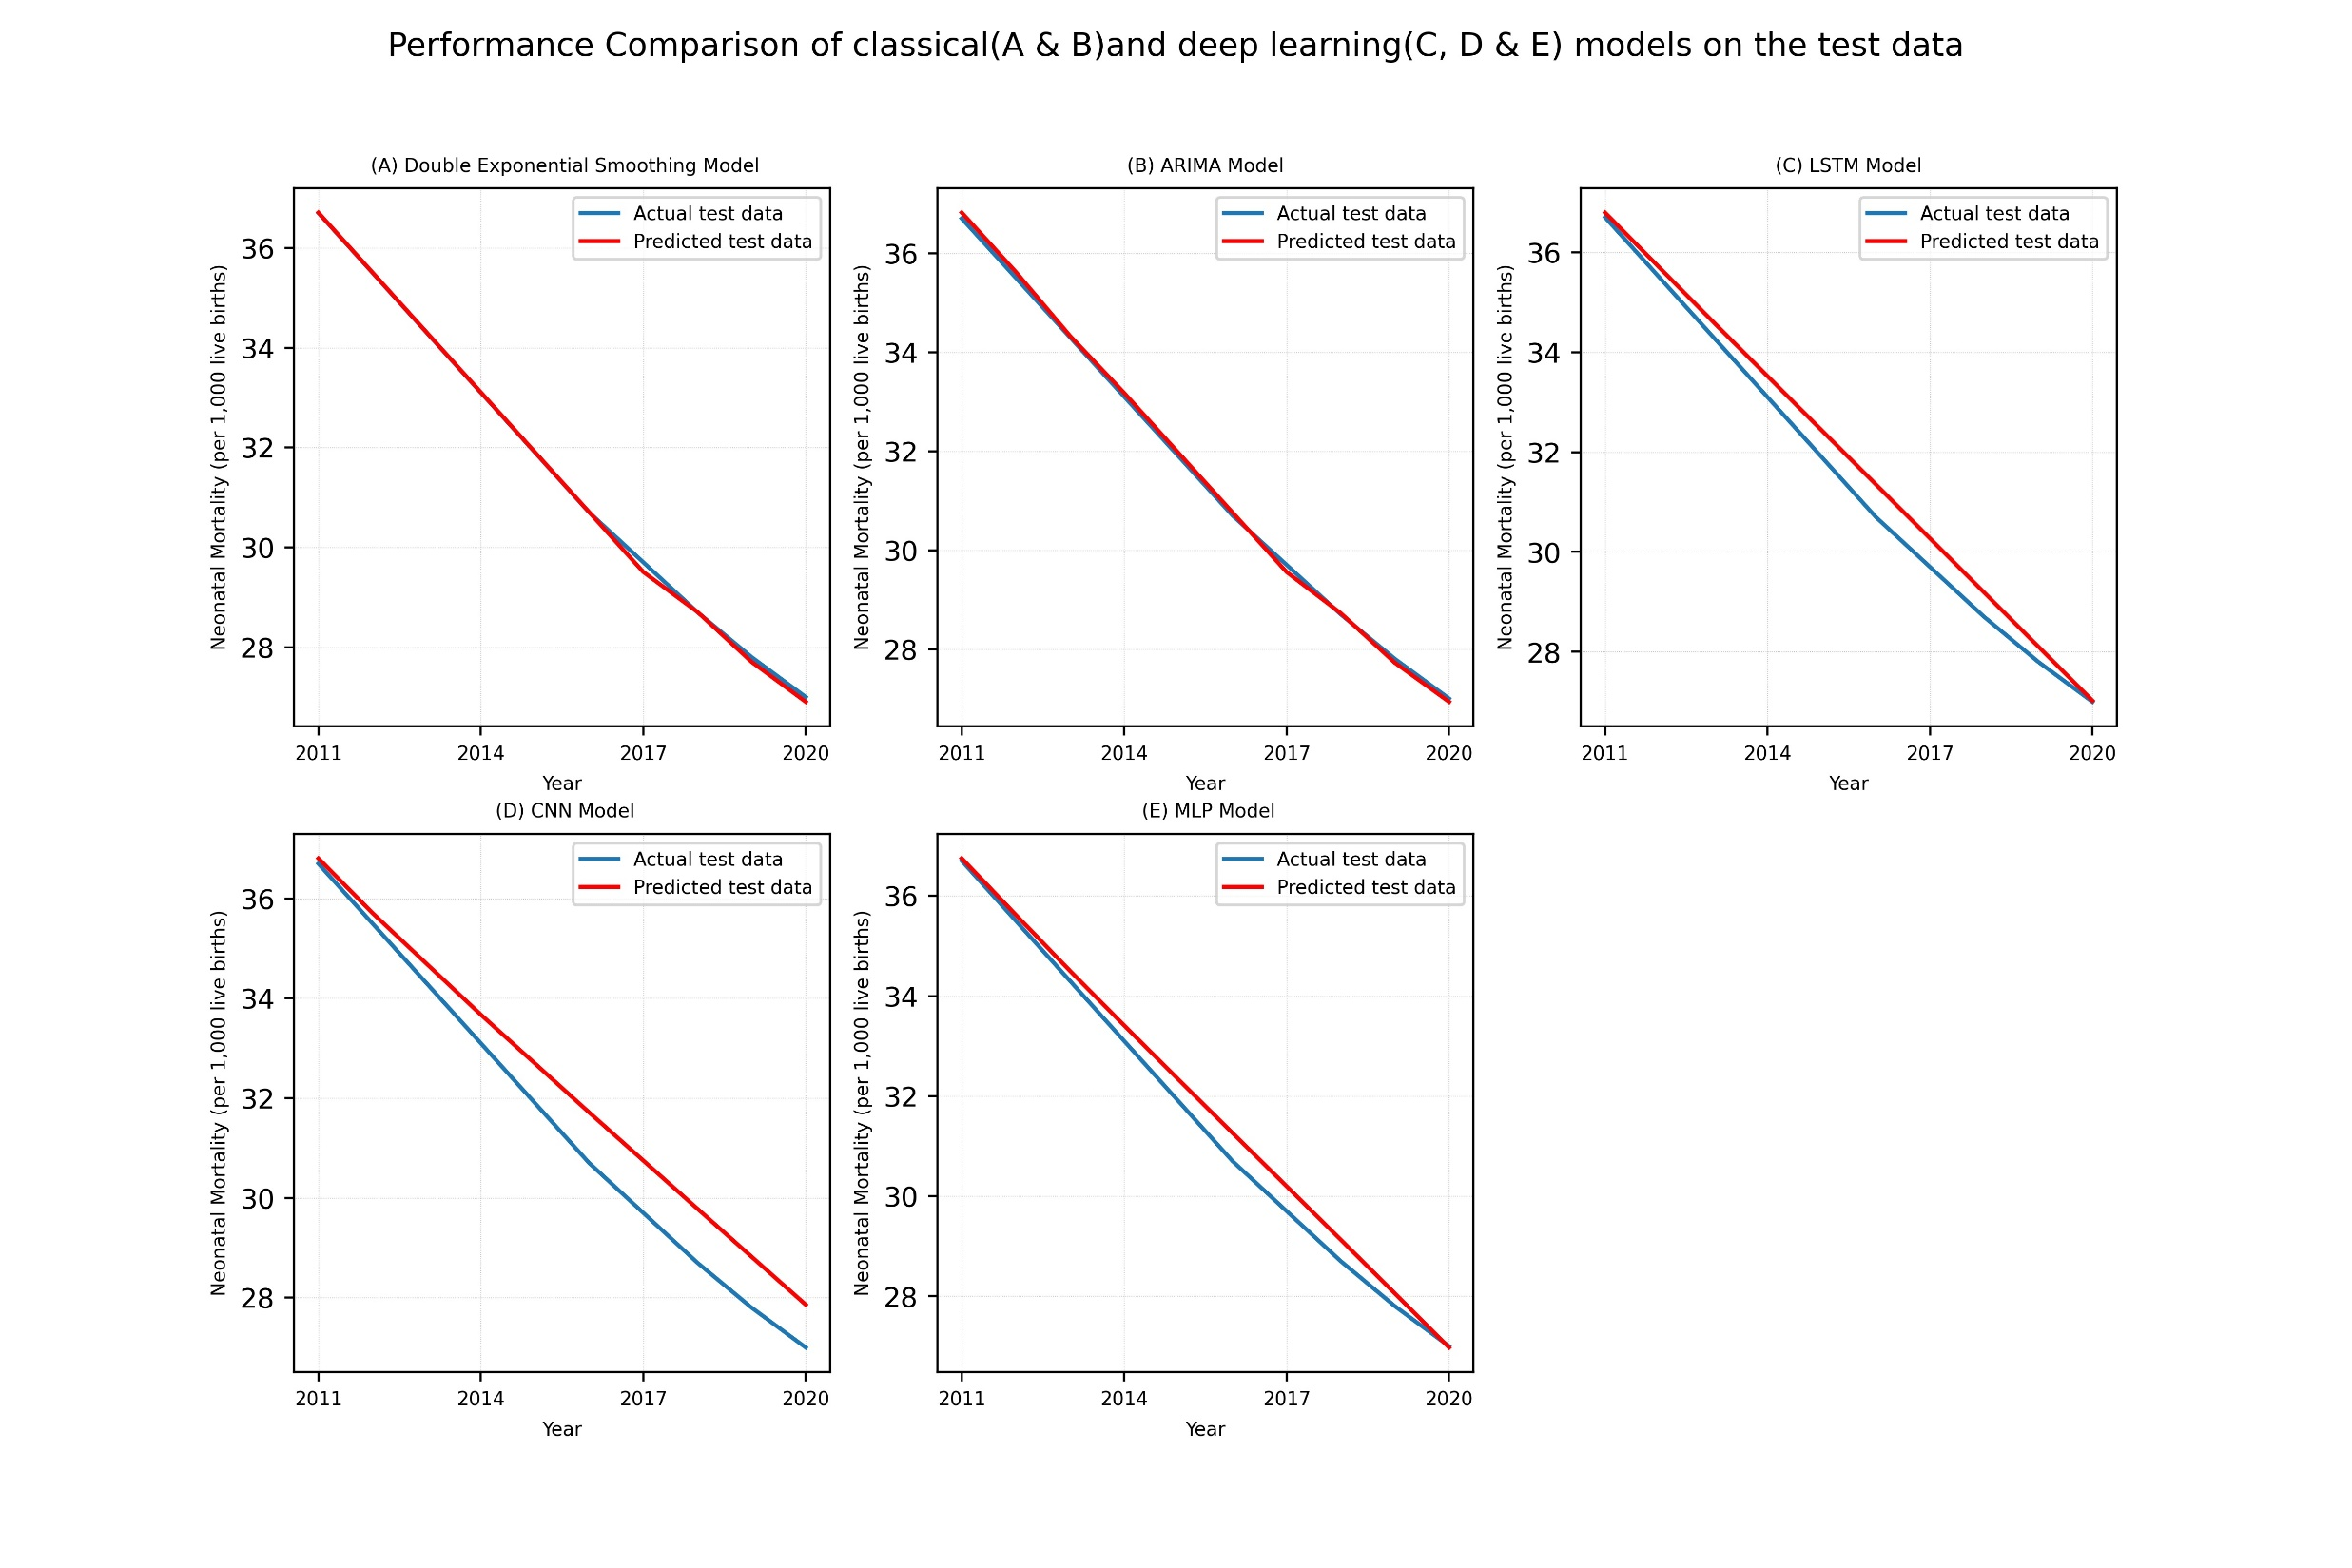 Performance Comparison of classical(A & B)and deep learning(C, D & E) models on the test data
(A) Double Exponential Smoothing Model
Neonatal Mortality (per 1,000 live births)
36
34
32
30
28
Actual test data
Predicted test data
2011 2014 2017 2020
Year
(B) ARIMA Model
Neonatal Mortality (per 1,000 live births)
36
34
32
30
28
Actual test data
Predicted test data
2011 2014 2017 2020
Year
(C) LSTM Model
Neonatal Mortality (per 1,000 live births)
36
34
32
30
28
Actual test data
Predicted test data
2011 2014 2017 2020
Year
(D) CNN Model
Neonatal Mortality (per 1,000 live births)
36
34
32
30
28
Actual test data
Predicted test data
2011 2014 2017 2020
Year
(E) MLP Model
Neonatal Mortality (per 1,000 live births)
36
34
32
30
28
Actual test data
Predicted test data
2011 2014 2017 2020
Year